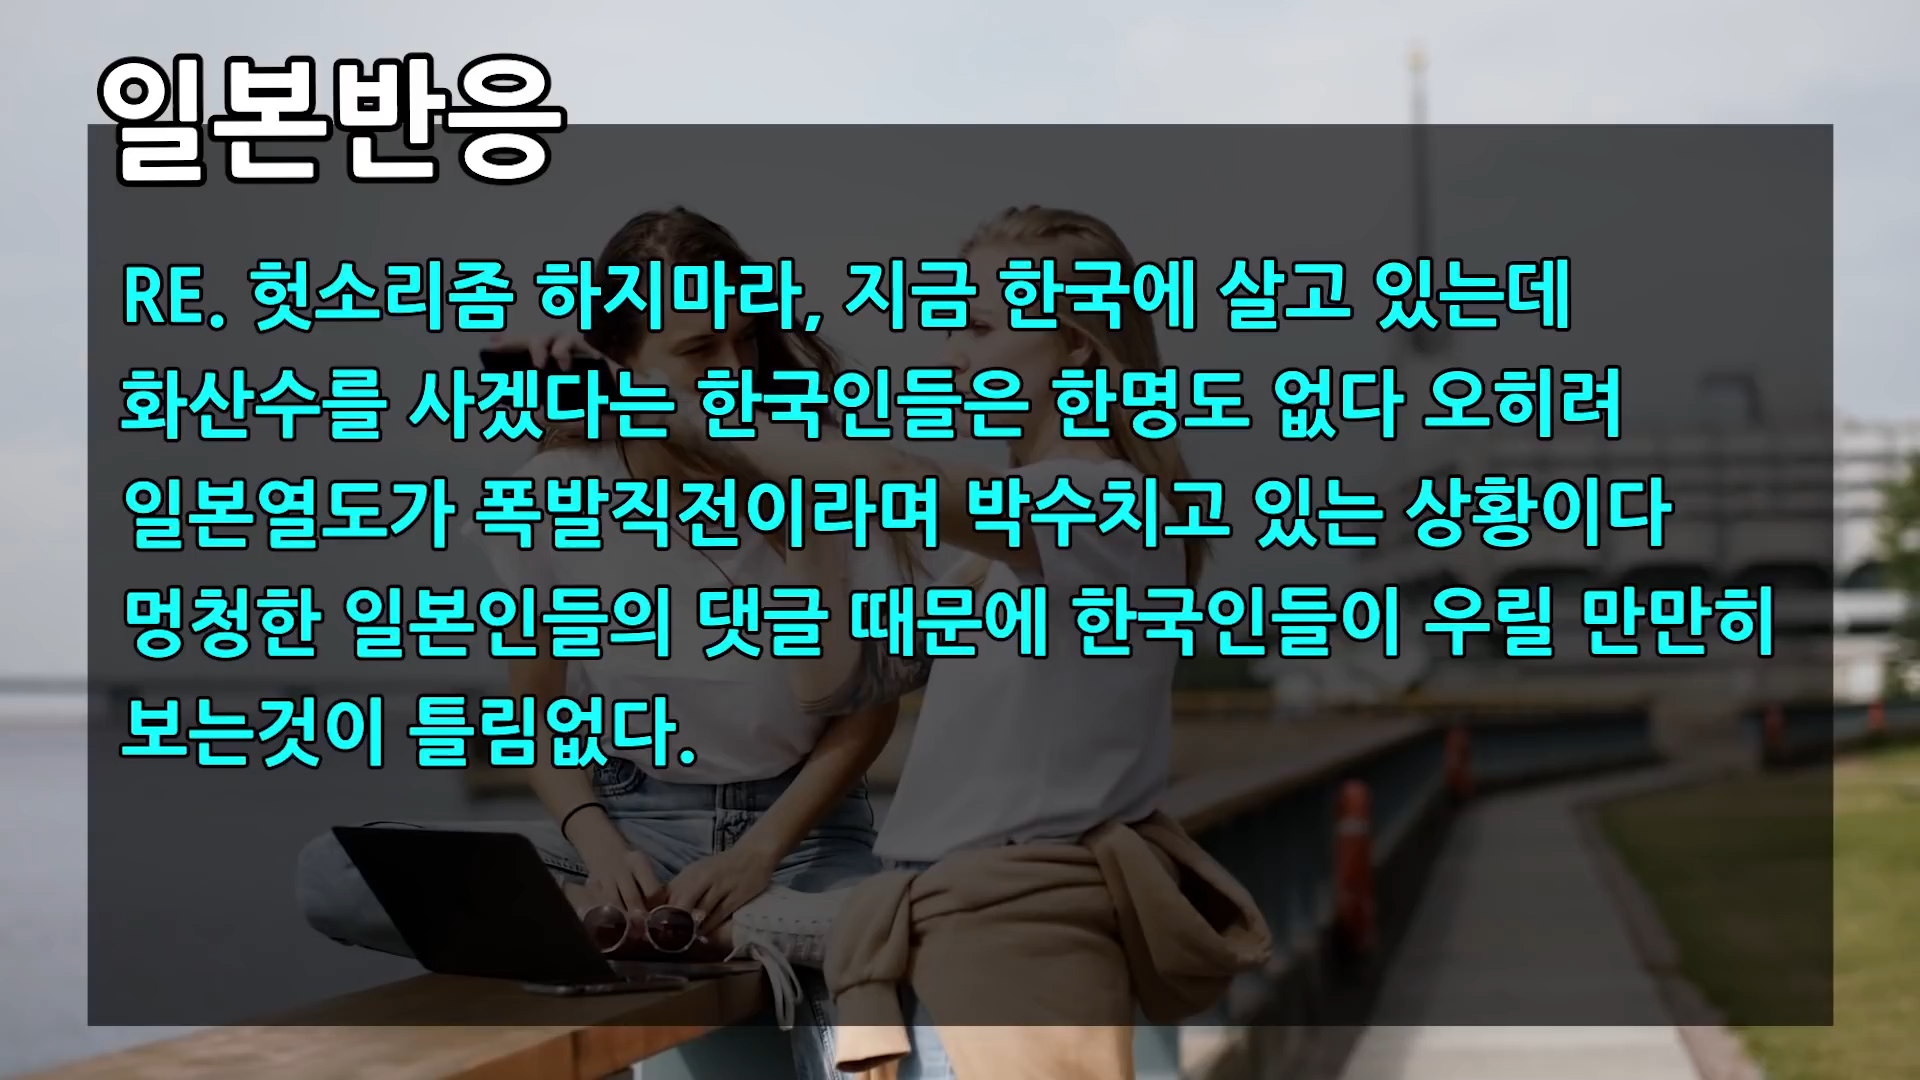 일본반응
RE. 헛소리좀 하지마라, 지금 한국에 살고 있는데
화산수를 사겠다는 한국인들은 한명도 없다 오히려
일본열도가 폭발직전이라며 박수치고 있는 상황이다
멍청한 일본인들의 댓글 때문에 한국인들이 우릴 만만히
보는것이 틀림없다.